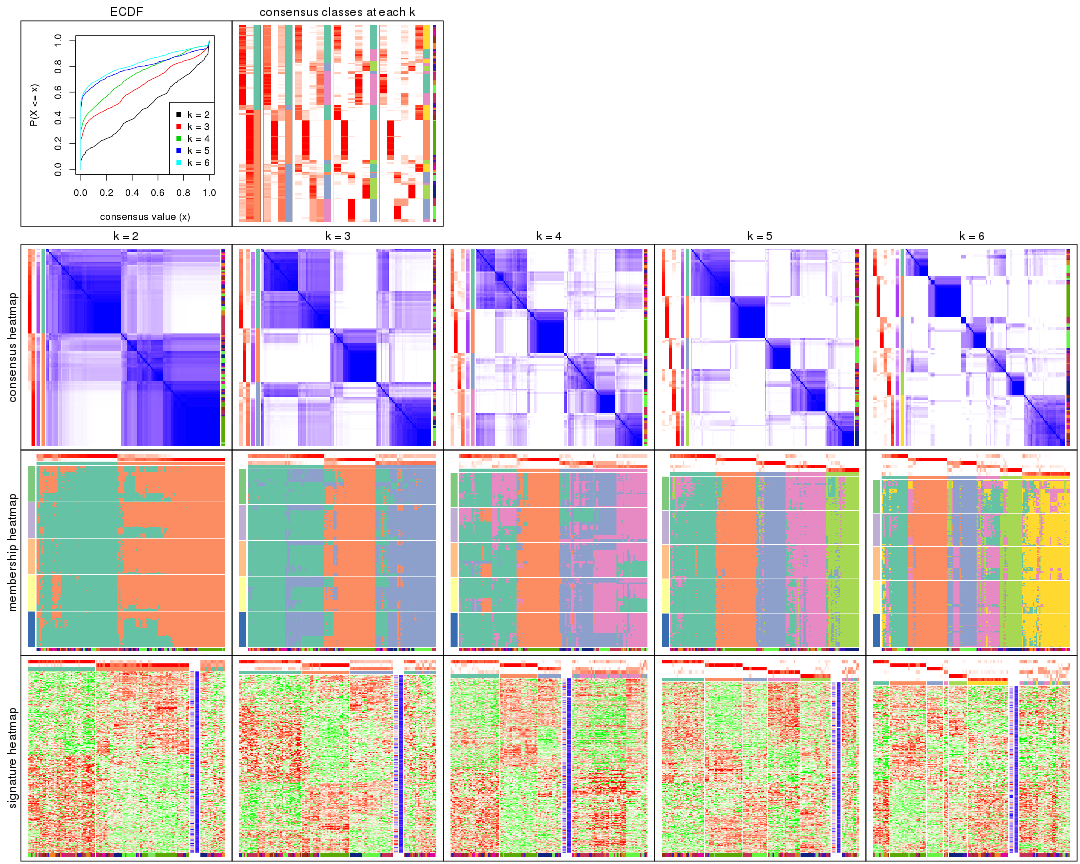 ECDF
consensus classes at each k
P(X <= x)
0.0 0.2 0.4 0.6 0.8 1.0
k = 2
k = 3
k = 4
k = 5
k = 6
0.0 0.2 0.4 0.6 0.8 1.0
consensus value (x)
k = 2 k = 3 k = 4 k = 5 k = 6
consensus heatmap
membership heatmap
signature heatmap